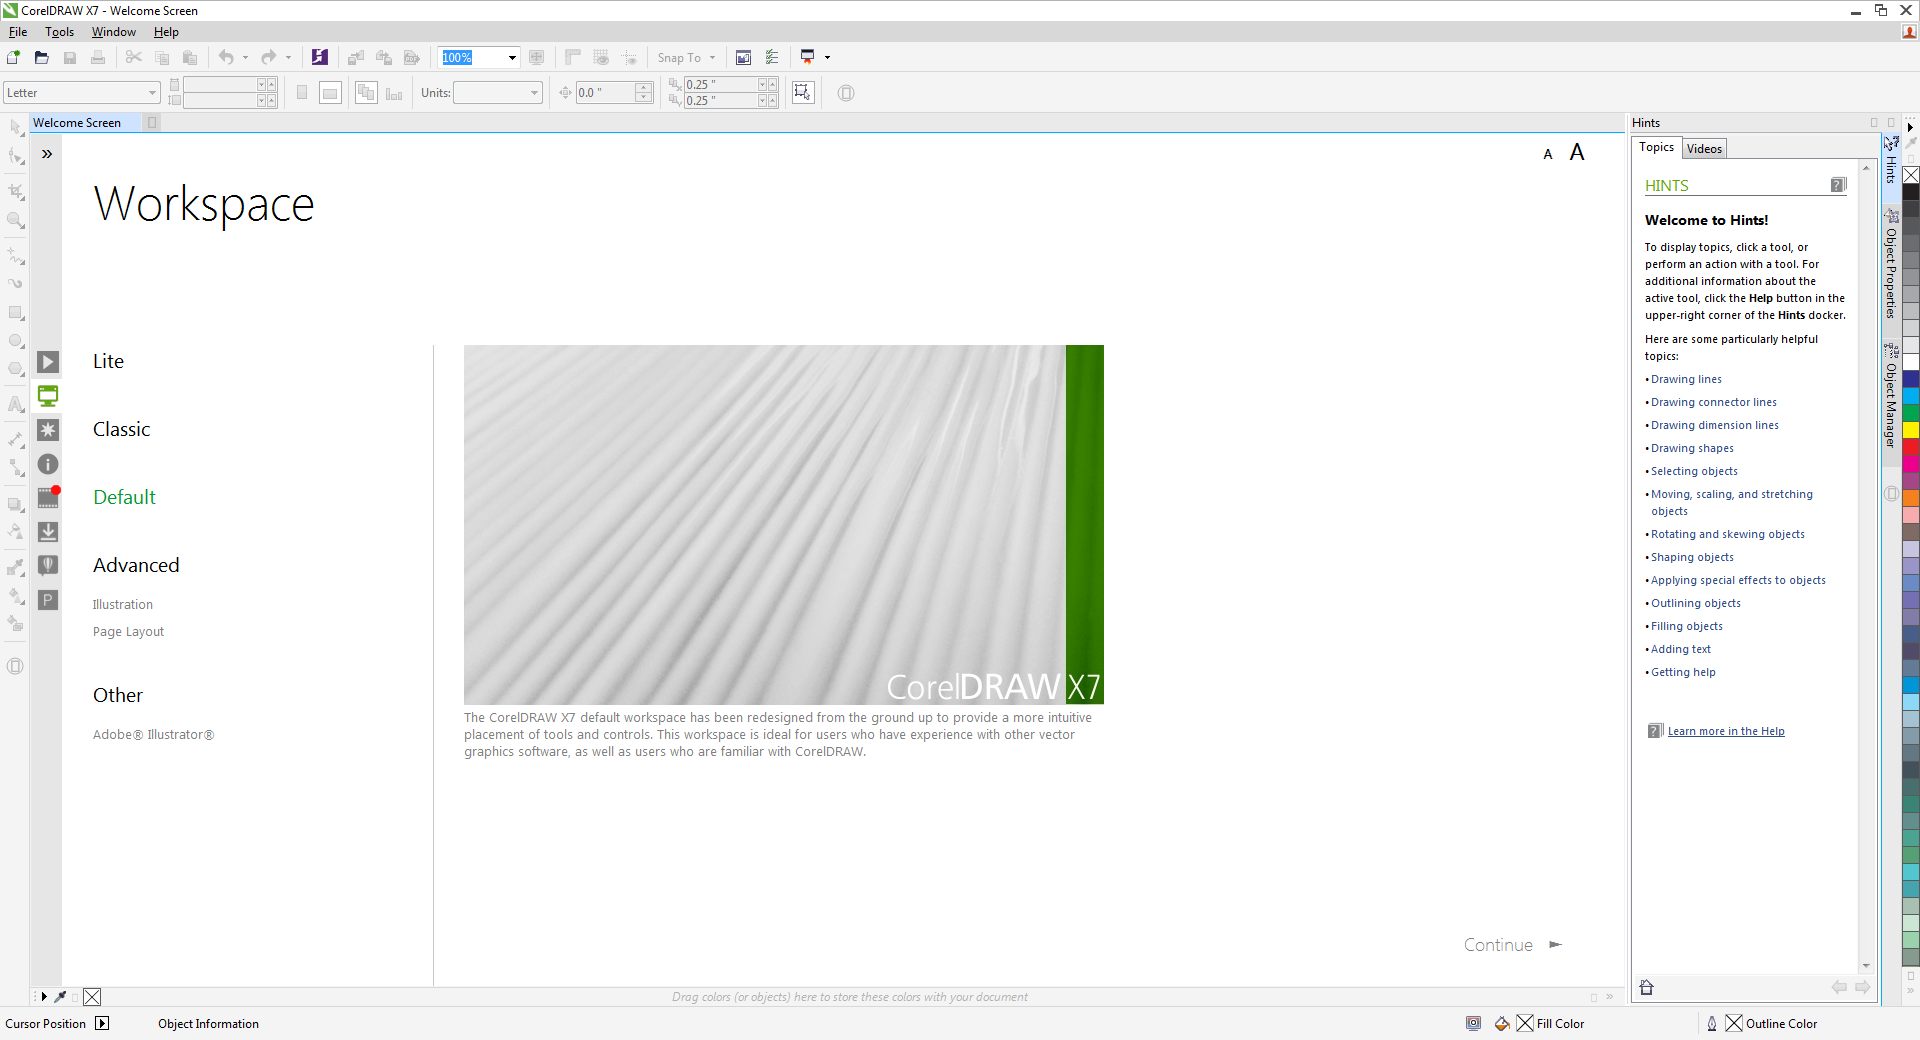 CorelDRAW X7 - Welcome Screen
File Tools Window Help
100% Snap To
Letter Units: 0.0 " 0.25 "
0.25 "
Welcome Screen
Hints
Topics Videos
A A
Workspace
Lite
Classic
Default
Advanced
Illustration
Page Layout
Other
Adobe® Illustrator®
P
CorelDRAW X7
The CorelDRAW X7 default workspace has been redesigned from the ground up to provide a more intuitive
placement of tools and controls. This workspace is ideal for users who have experience with other vector
graphics software, as well as users who are familiar with CorelDRAW.
Continue
HINTS
Welcome to Hints!
To display topics, click a tool, or
perform an action with a tool. For
additional information about the
active tool, click the Help button in the
upper-right corner of the Hints docker.
Here are some particularly helpful
topics:
• Drawing lines
• Drawing connector lines
• Drawing dimension lines
• Drawing shapes
• Selecting objects
• Moving, scaling, and stretching
objects
• Rotating and skewing objects
• Shaping objects
• Applying special effects to objects
• Outlining objects
• Filling objects
• Adding text
• Getting help
Learn more in the Help
Hints
Object Properties
Object Manager
Drag colors (or objects) here to store these colors with your document
Cursor Position Object Information Fill Color Outline Color